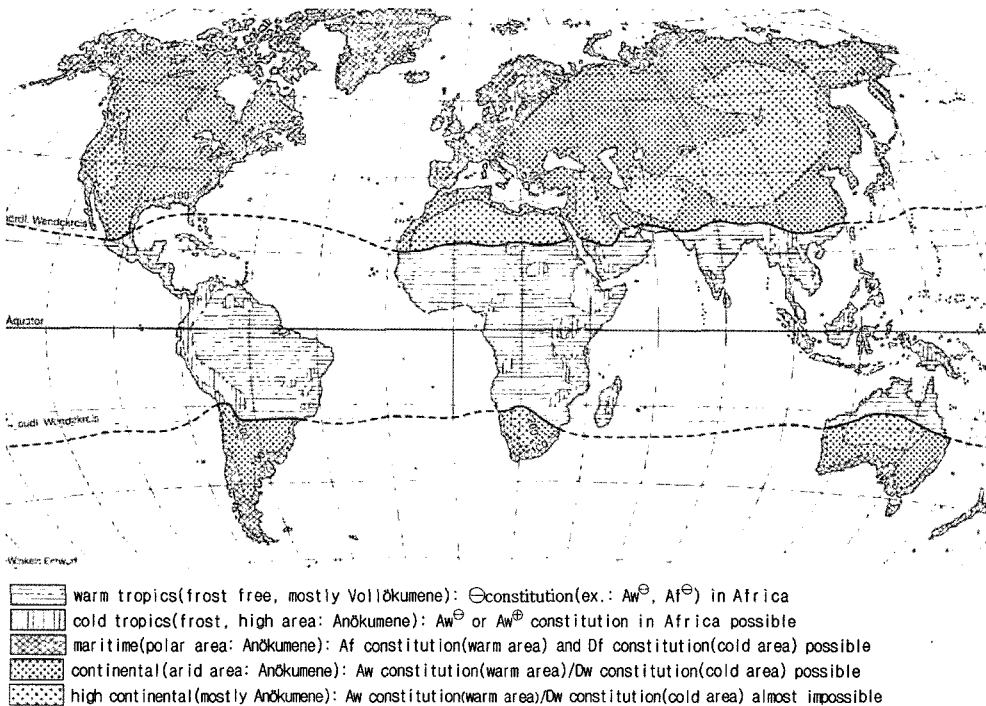 Wendekreis
Äquator
Wendekreis
Winkels Entwurf
warm tropics(frost free, mostly Vollökumene): ⊖constitution(ex.: Aw⊖, Af⊖) in Africa
cold tropics(frost, high area: Anökumene): Aw⊖ or Aw⊕ constitution in Africa possible
maritime(polar area: Anökumene): Af constitution(warm area) and Df constitution(cold area) possible
continental(arid area: Anökumene): Aw constitution(warm area)/Dw constitution(cold area) possible
high continental(mostly Anökumene): Aw constitution(warm area)/Dw constitution(cold area) almost impossible